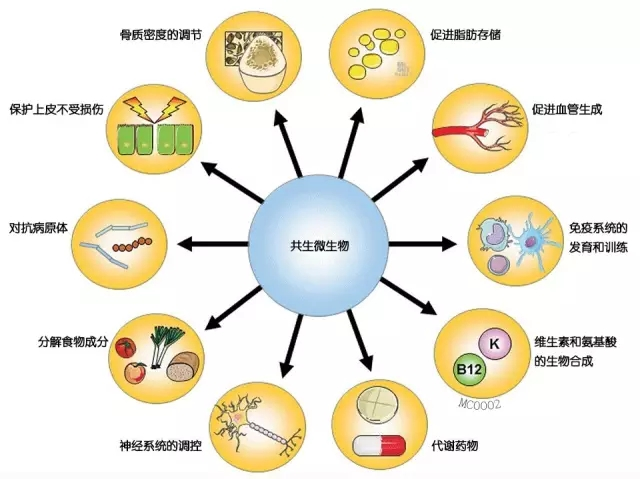 骨质密度的调节
促进脂肪存储
保护上皮不受损伤
促进血管生成
对抗病原体
共生微生物
免疫系统的
发育和训练
分解食物成分
维生素和氨基酸
的生物合成
K
B12
MC0002
神经系统的调控
代谢药物